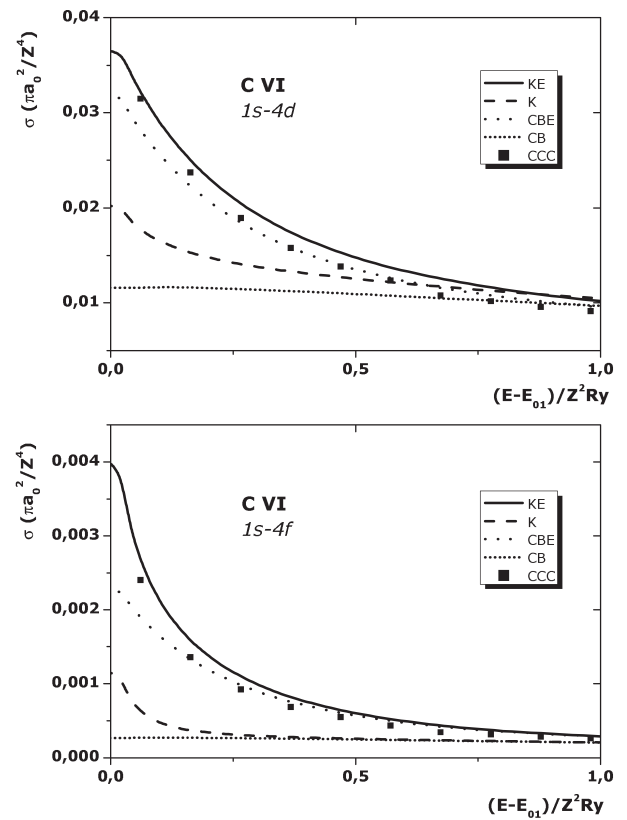 0,04
0,03
0,02
0,01
σ (πa₀²/Z⁴)
C VI
1s-4d
KE
K
CBE
CB
CCC
0,0
0,5
1,0
(E-E₀₁)/Z²Ry
0,004
0,003
0,002
0,001
0,000
σ (πa₀²/Z⁴)
C VI
1s-4f
KE
K
CBE
CB
CCC
0,0
0,5
1,0
(E-E₀₁)/Z²Ry